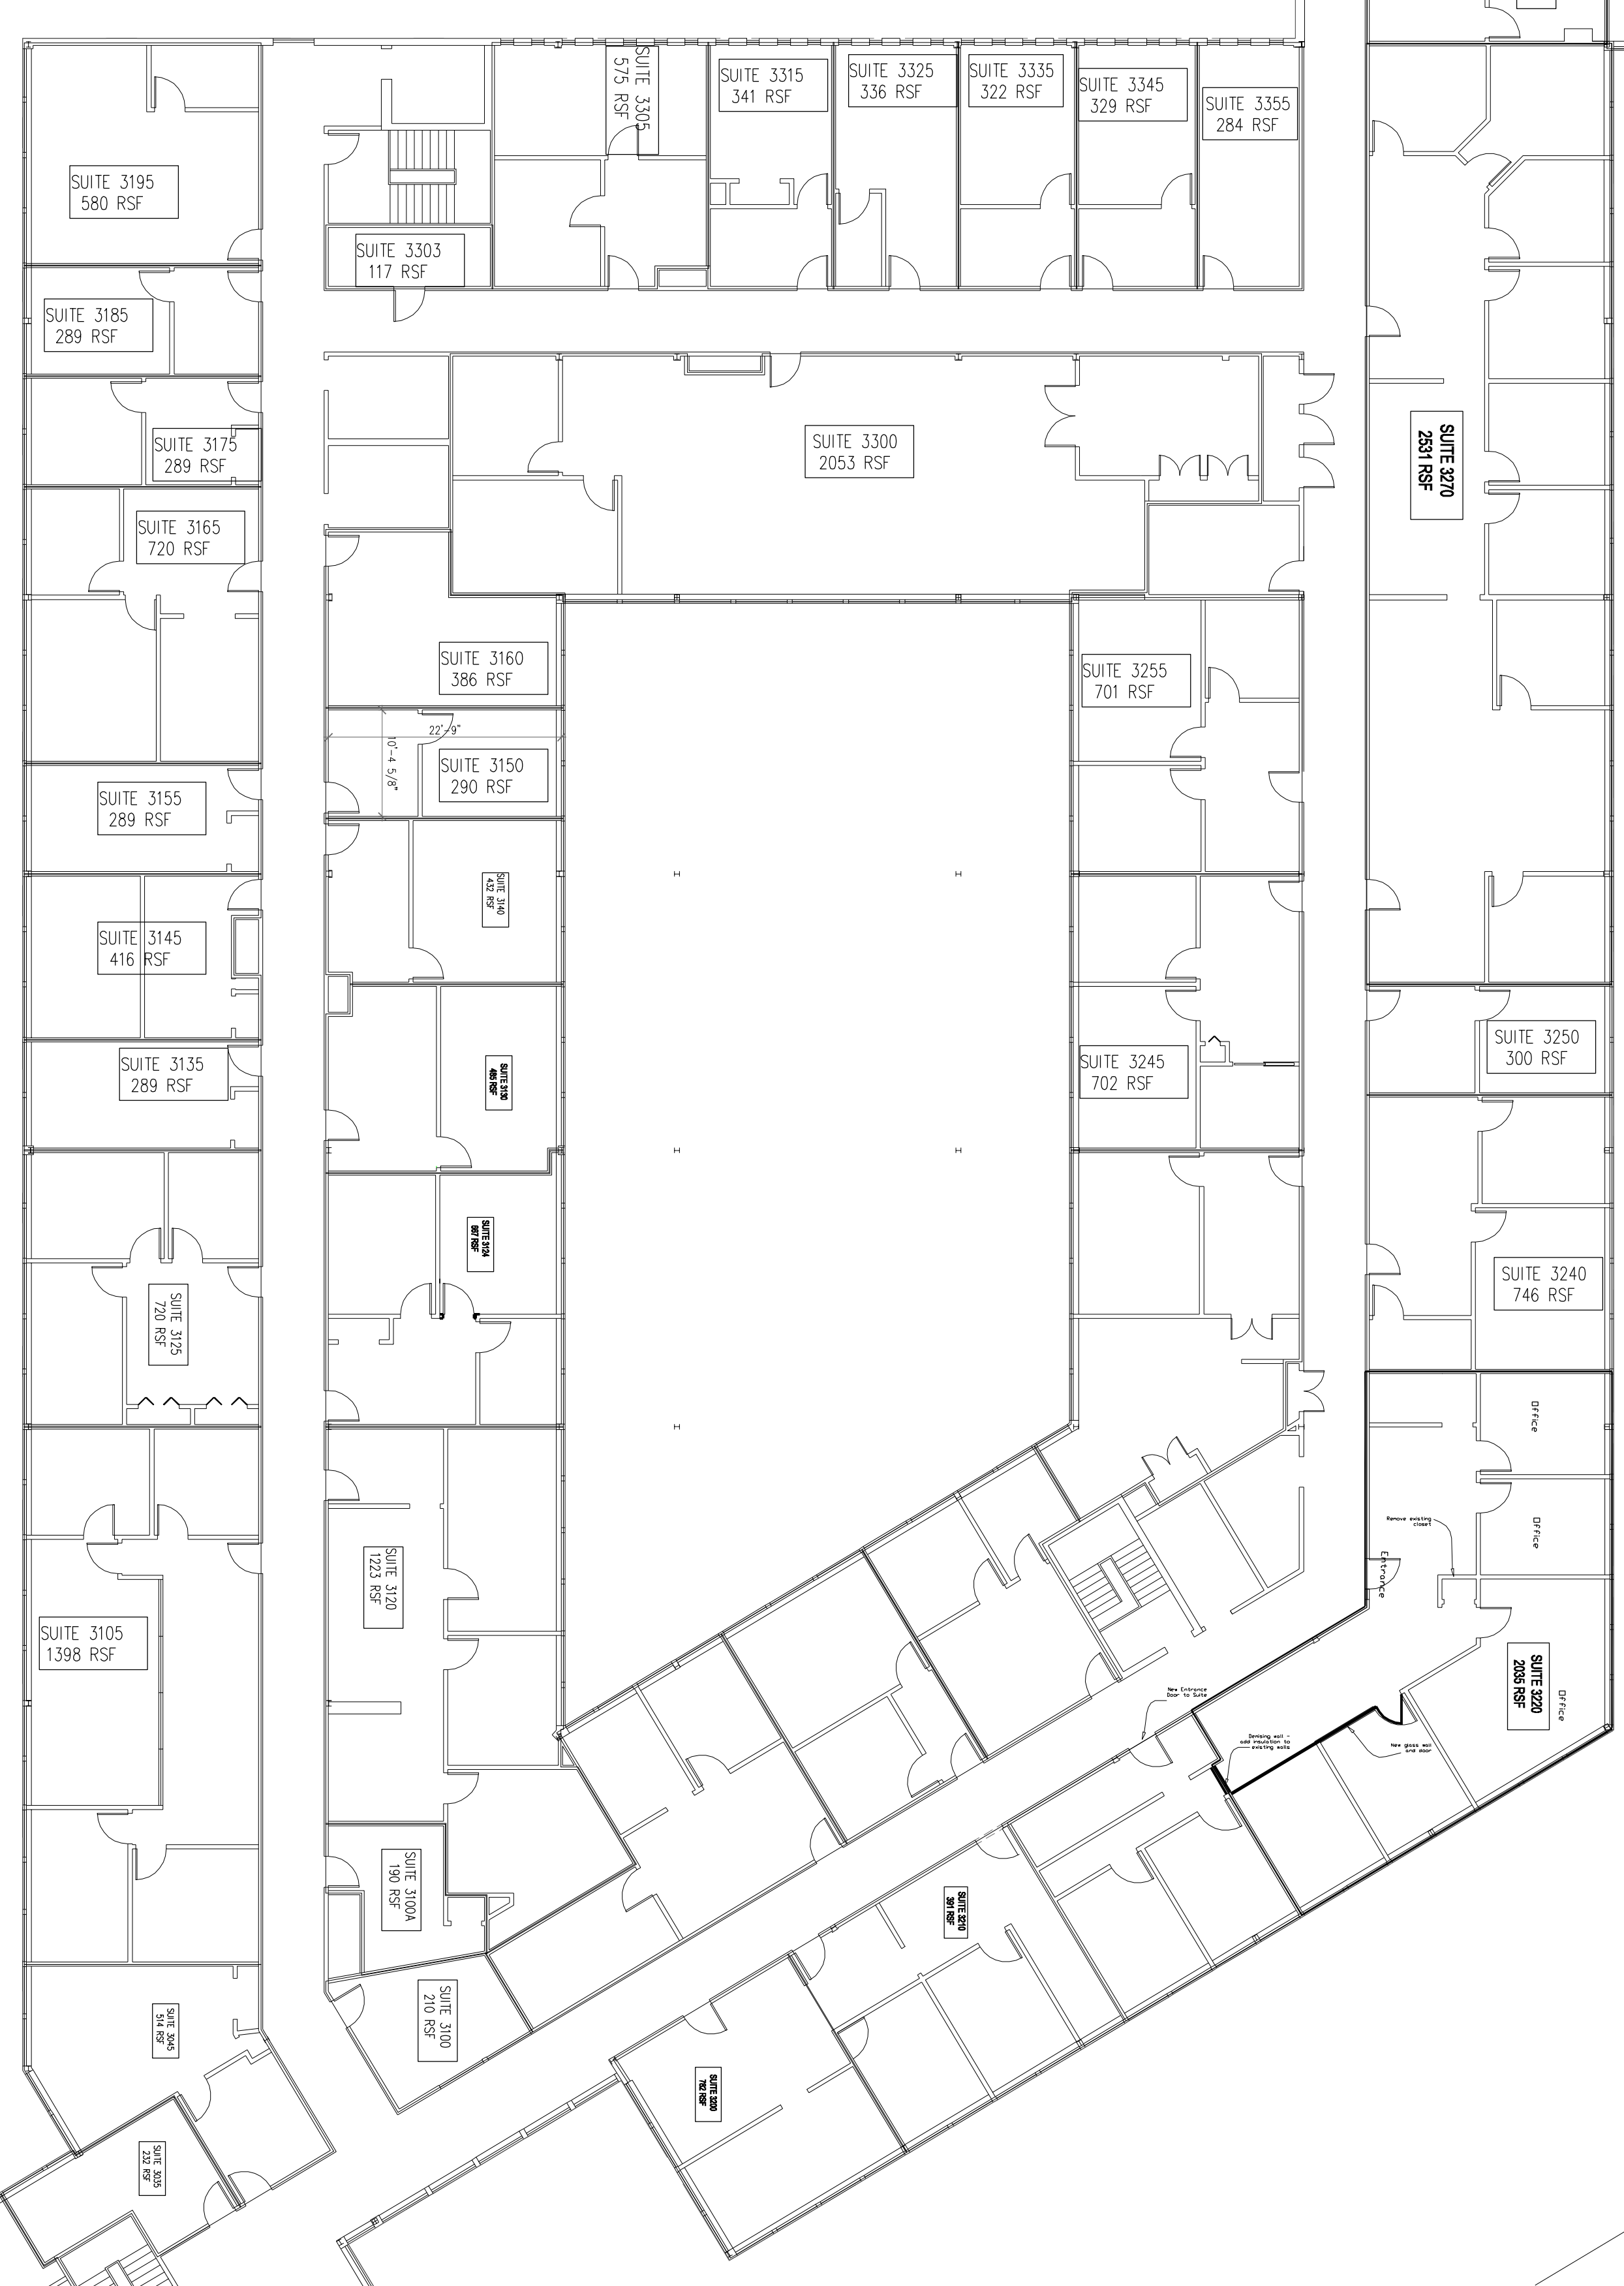 SUITE 3305
575 RSF
SUITE 3315
341 RSF
SUITE 3325
336 RSF
SUITE 3335
322 RSF
SUITE 3345
329 RSF
SUITE 3355
284 RSF
SUITE 3195
580 RSF
SUITE 3303
117 RSF
SUITE 3185
289 RSF
SUITE 3175
289 RSF
SUITE 3300
2053 RSF
SUITE 3270
2531 RSF
SUITE 3165
720 RSF
SUITE 3160
386 RSF
SUITE 3255
701 RSF
22'-9"
10'-4 5/8"
SUITE 3150
290 RSF
SUITE 3155
289 RSF
SUITE 3140
432 RSF
SUITE 3145
416 RSF
SUITE 3135
289 RSF
SUITE 3130
486 RSF
SUITE 3245
702 RSF
SUITE 3250
300 RSF
SUITE 3124
667 RSF
SUITE 3240
746 RSF
SUITE 3125
720 RSF
Office
Office
Remove existing
closet
Entrance
SUITE 3120
1223 RSF
SUITE 3105
1398 RSF
SUITE 3220
2035 RSF
Office
New Entrance
Door to Suite
Demising wall -
add insulation to
existing walls
New glass wall
and door
SUITE 3100A
190 RSF
SUITE 3210
391 RSF
SUITE 3100
210 RSF
SUITE 3045
514 RSF
SUITE 3200
782 RSF
SUITE 3035
232 RSF